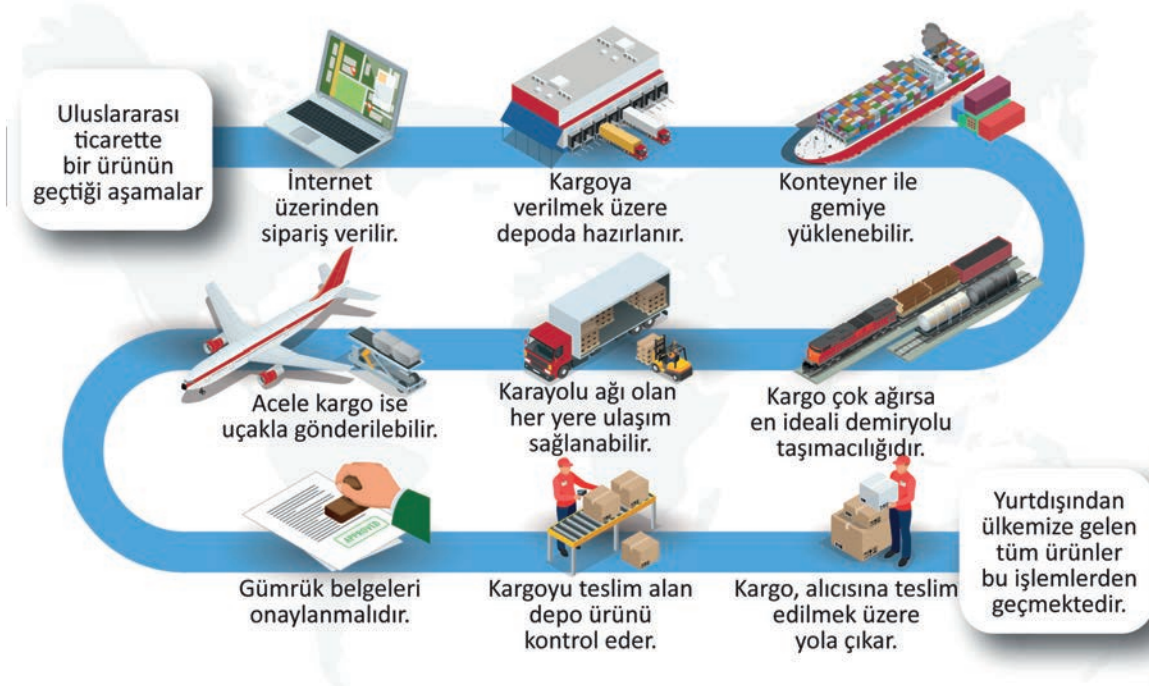 Uluslararası
ticarette
bir ürünün
geçtiği aşamalar
İnternet
üzerinden
sipariş verilir.
Kargoya
verilmek üzere
depoda hazırlanır.
Konteyner ile
gemiye
yüklenebilir.
Kargo çok ağırsa
en ideali demiryolu
taşımacılığıdır.
Karayolu ağı olan
her yere ulaşım
sağlanabilir.
Acele kargo ise
uçakla gönderilebilir.
APPROVED
Gümrük belgeleri
onaylanmalıdır.
Kargoyu teslim alan
depo ürünü
kontrol eder.
Kargo, alıcısına teslim
edilmek üzere
yola çıkar.
Yurtdışından
ülkemize gelen
tüm ürünler
bu işlemlerden
geçmektedir.